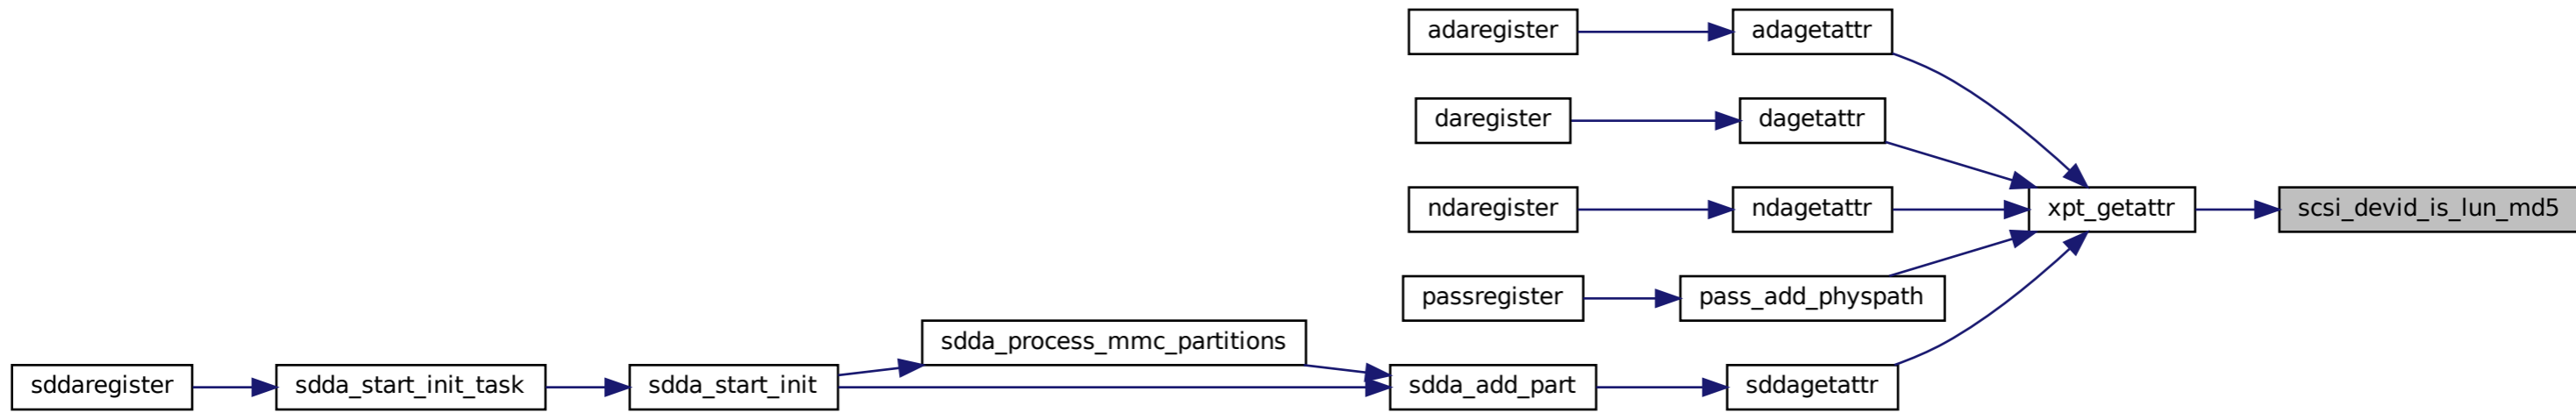 adaregister
adagetattr
daregister
dagetattr
ndaregister
ndagetattr
xpt_getattr
scsi_devid_is_lun_md5
passregister
pass_add_physpath
sdda_process_mmc_partitions
sddaregister
sdda_start_init_task
sdda_start_init
sdda_add_part
sddagetattr